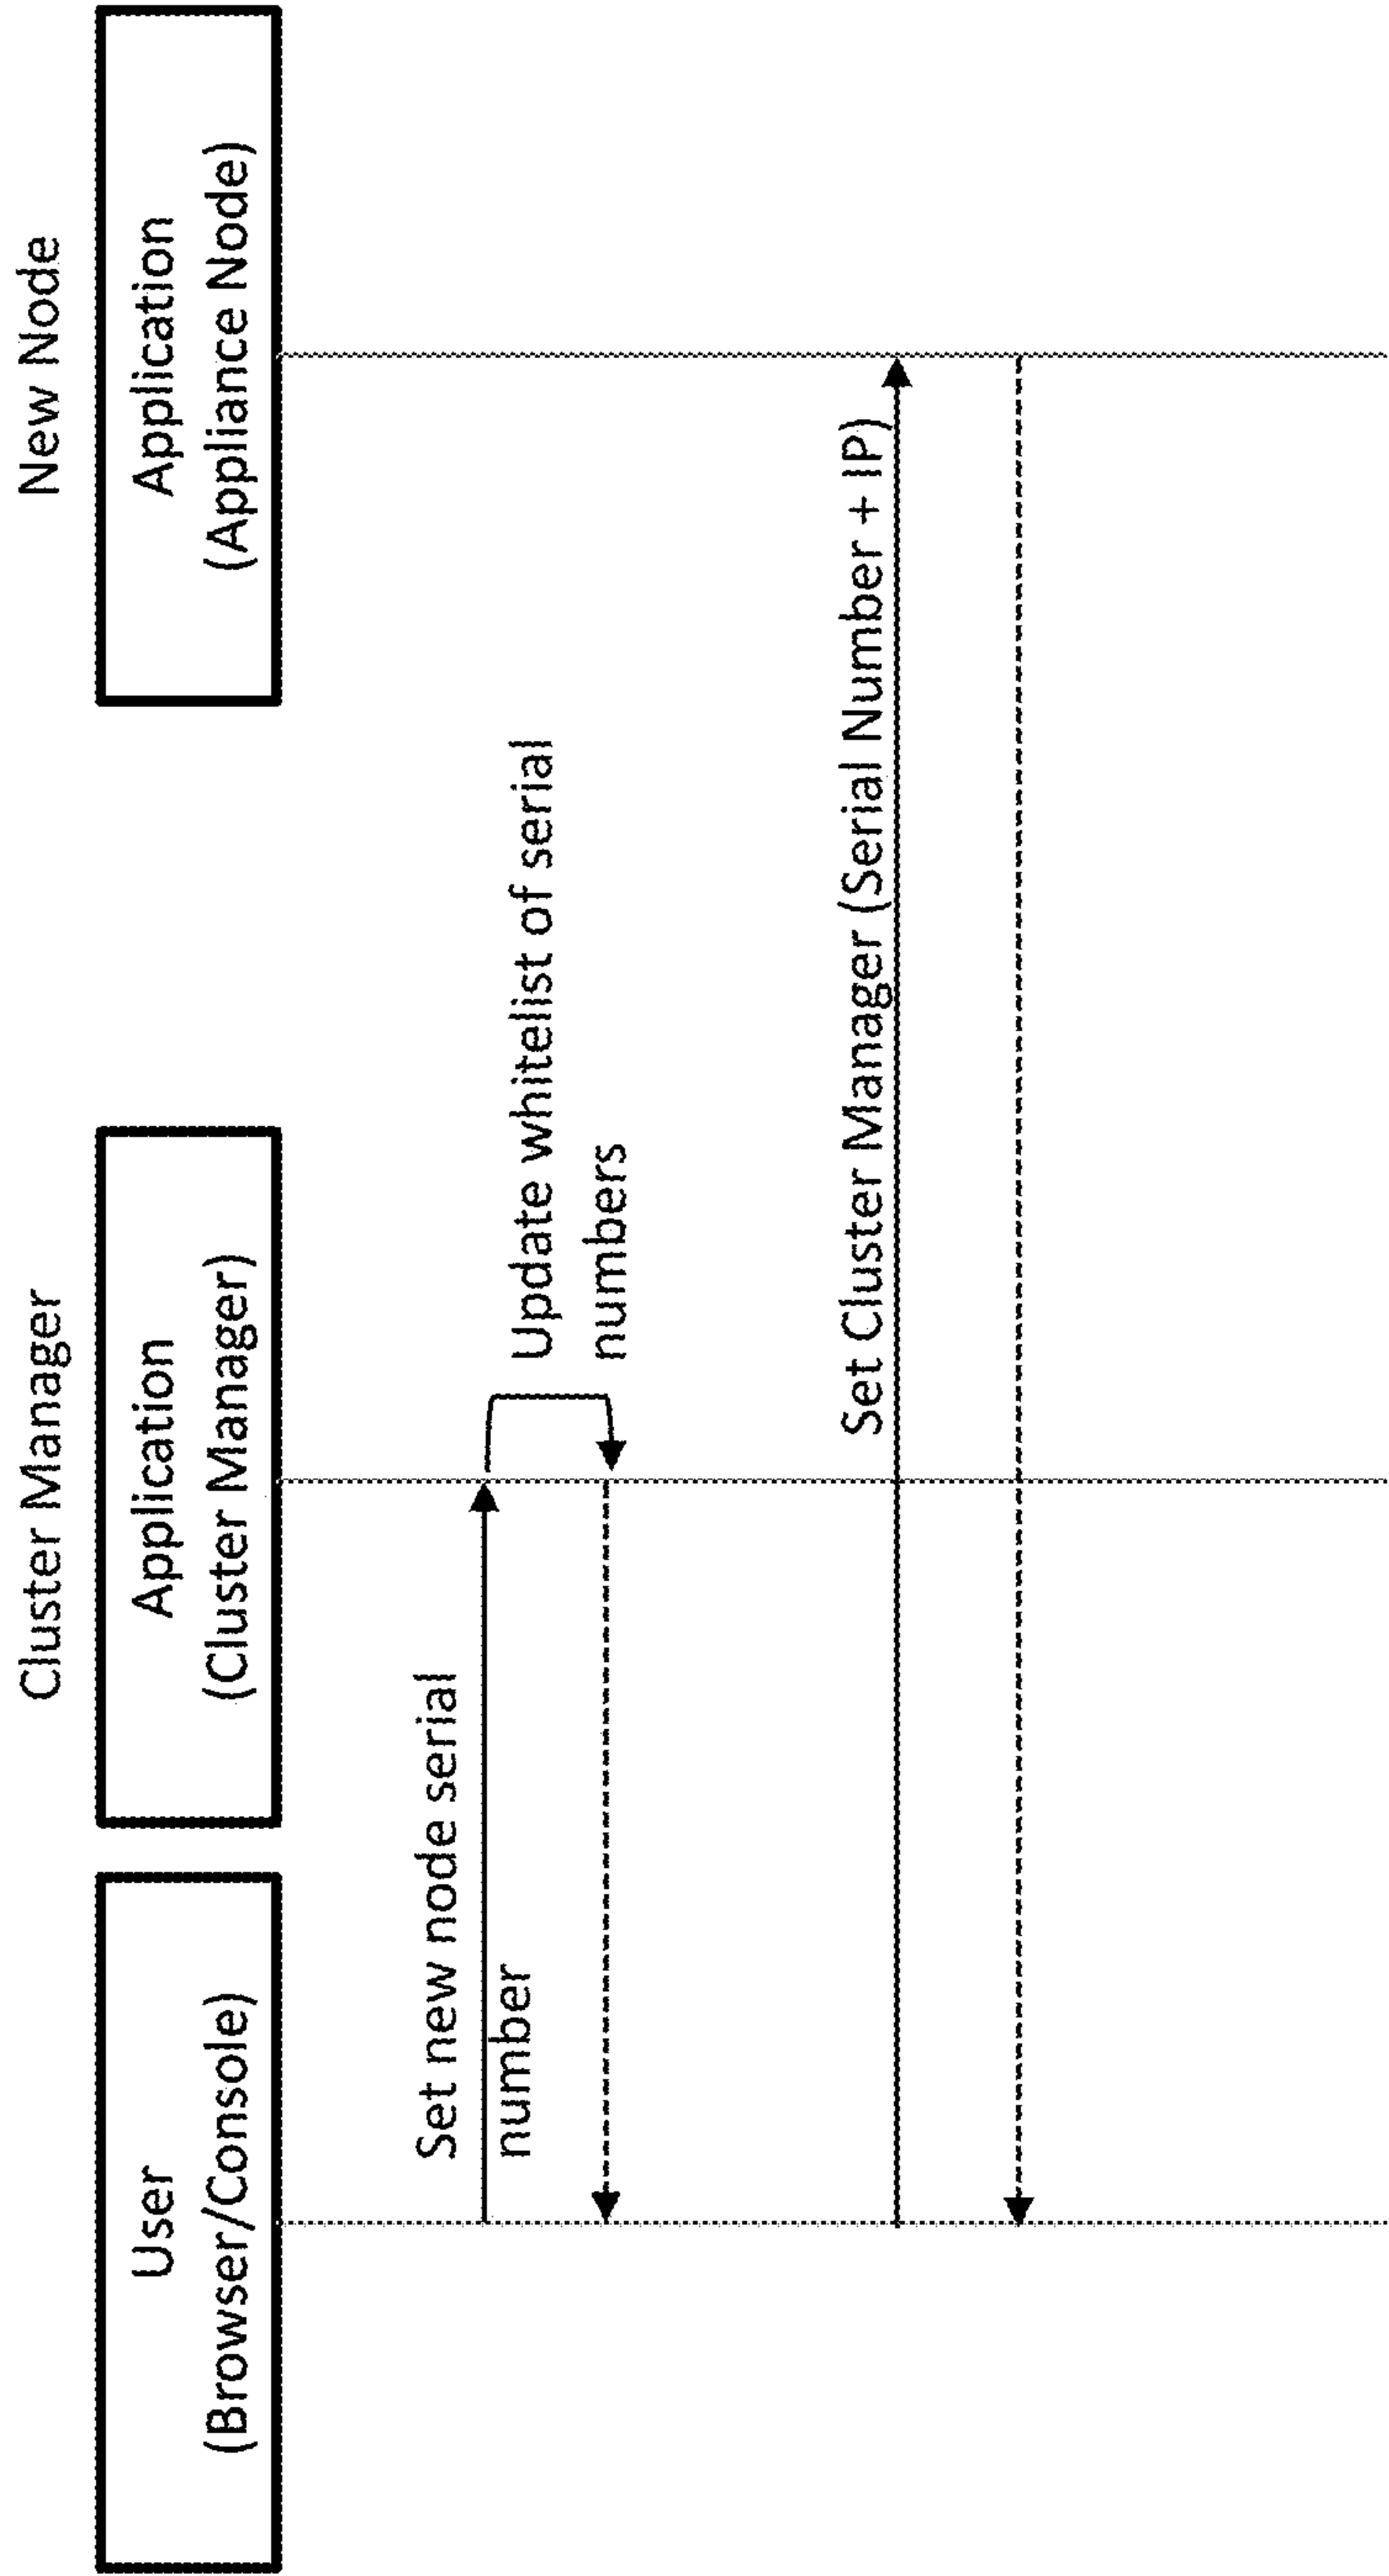 Cluster Manager
New Node
User
(Browser/Console)
Application
(Cluster Manager)
Application
(Appliance Node)
Set new node serial
number
Update whitelist of serial
numbers
Set Cluster Manager (Serial Number + IP)